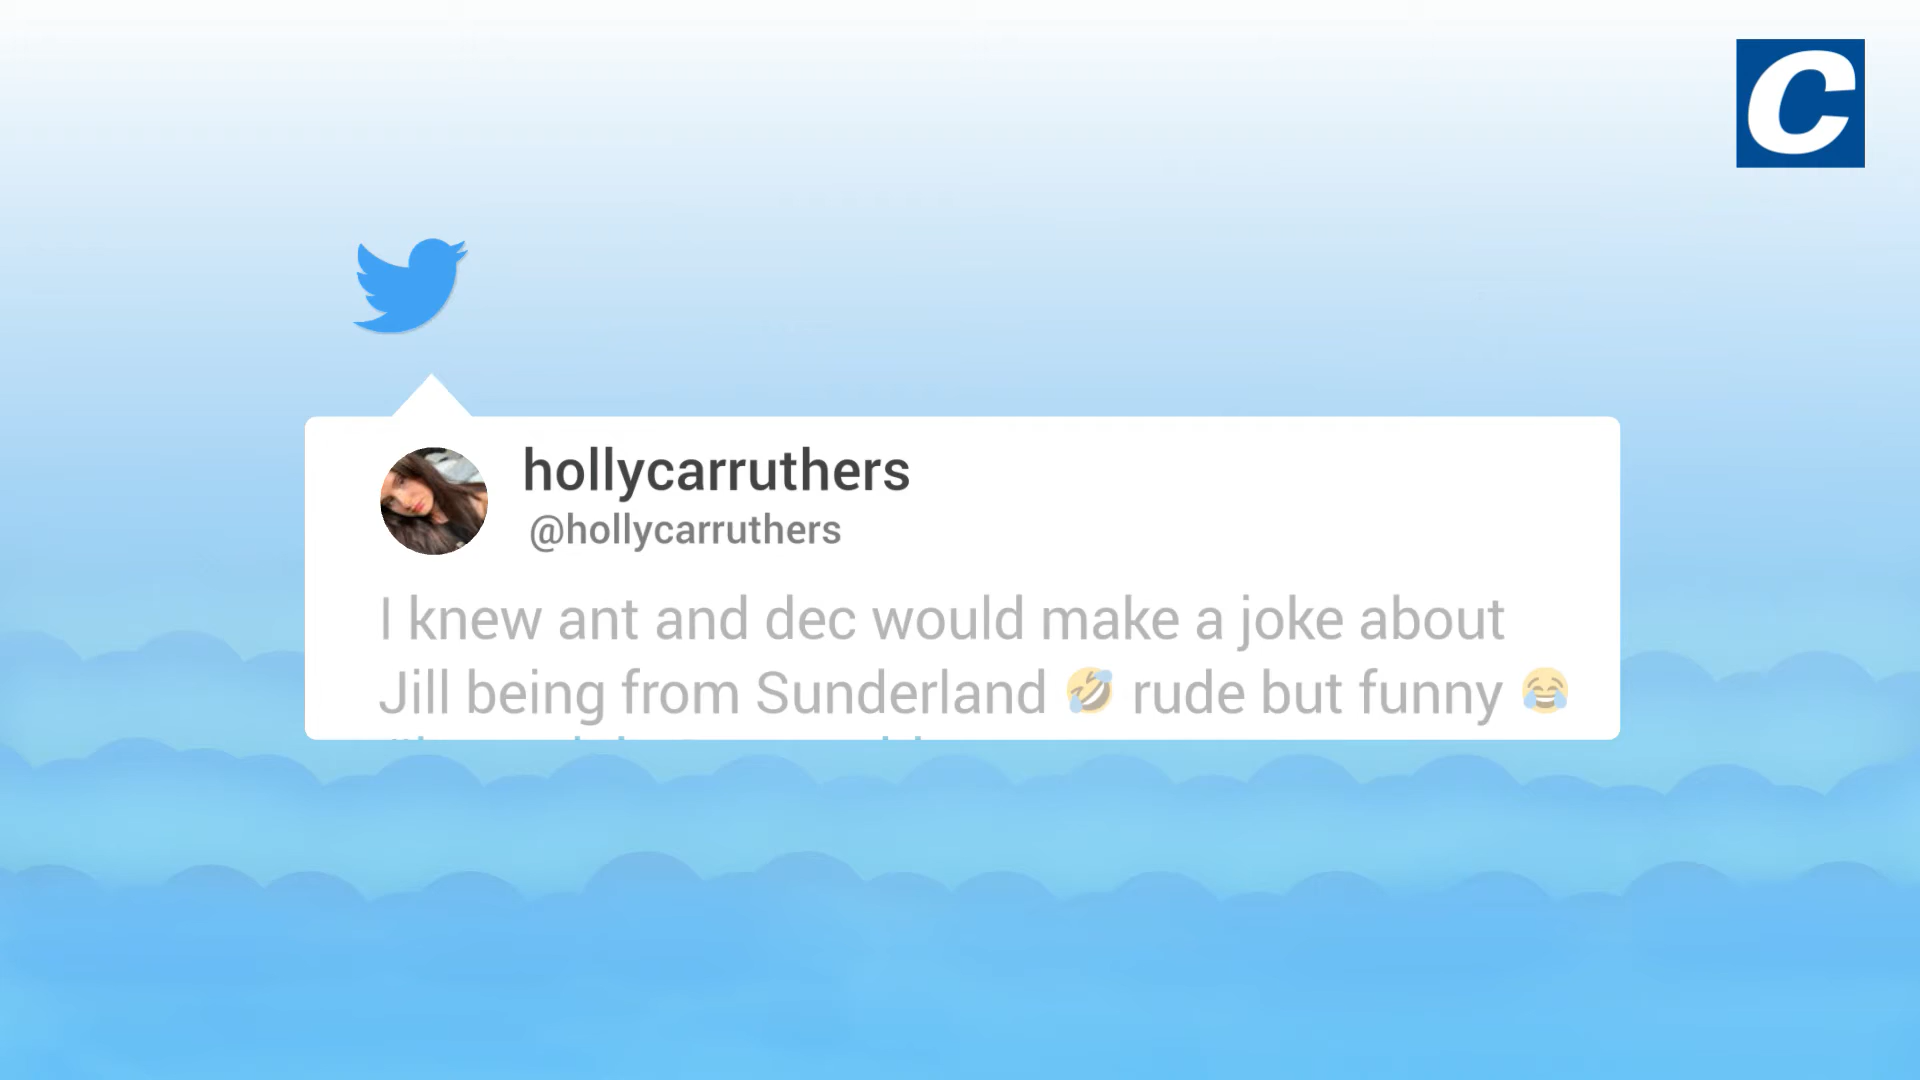 C
hollycarruthers
@hollycarruthers
I knew ant and dec would make a joke about
Jill being from Sunderland 🤣 rude but funny 😂